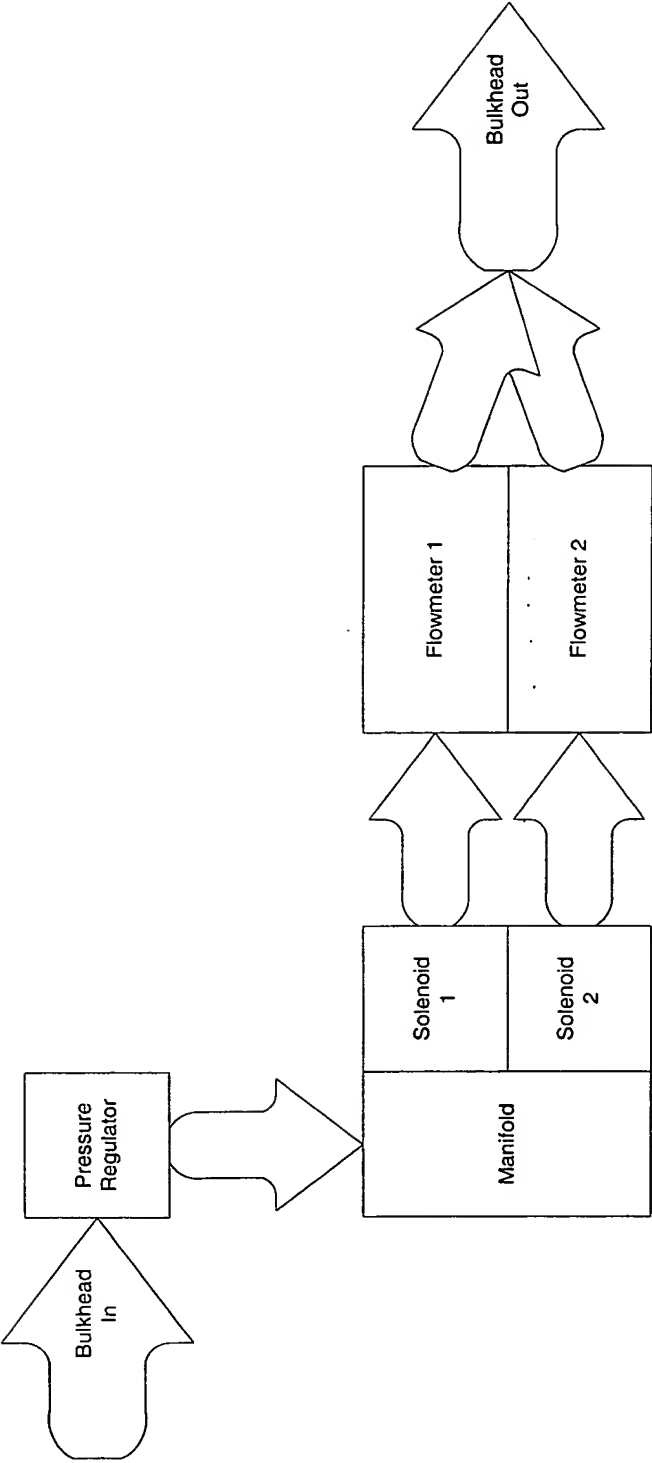 Bulkhead
In
Pressure
Regulator
Manifold
Solenoid
1
Solenoid
2
Flowmeter 1
Flowmeter 2
Bulkhead
Out